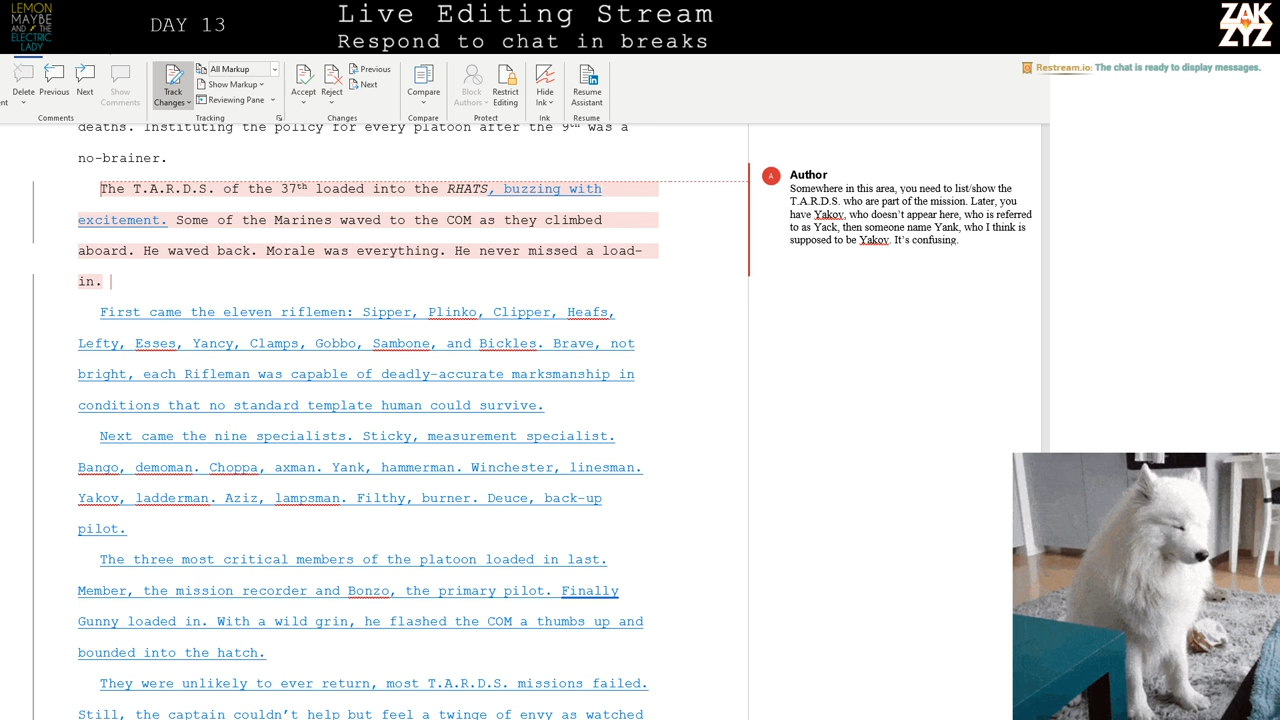 LEMON
MAYBE
AND THE
ELECTRIC
LADY
DAY 13
Live Editing Stream
Respond to chat in breaks
ZAK
ZYZ
Restream.io: The chat is ready to display messages.
Delete Previous Next Show Comments
Comments
Track Changes
All Markup
Show Markup
Reviewing Pane
Tracking
Accept Reject
Previous
Next
Changes
Compare
Compare
Block Authors Restrict Editing
Protect
Hide Ink
Ink
Resume Assistant
Resume
deaths. Instituting the policy for every platoon after the 9th was a
no-brainer.
The T.A.R.D.S. of the 37th loaded into the RHATS, buzzing with
excitement. Some of the Marines waved to the COM as they climbed
aboard. He waved back. Morale was everything. He never missed a load-
in.
First came the eleven riflemen: Sipper, Plinko, Clipper, Heafs,
Lefty, Esses, Yancy, Clamps, Gobbo, Sambone, and Bickles. Brave, not
bright, each Rifleman was capable of deadly-accurate marksmanship in
conditions that no standard template human could survive.
Next came the nine specialists. Sticky, measurement specialist.
Bango, demoman. Choppa, axman. Yank, hammerman. Winchester, linesman.
Yakov, ladderman. Aziz, lampsman. Filthy, burner. Deuce, back-up
pilot.
The three most critical members of the platoon loaded in last.
Member, the mission recorder and Bonzo, the primary pilot. Finally
Gunny loaded in. With a wild grin, he flashed the COM a thumbs up and
bounded into the hatch.
They were unlikely to ever return, most T.A.R.D.S. missions failed.
Still, the captain couldn't help but feel a twinge of envy as watched
A
Author
Somewhere in this area, you need to list/show the
T.A.R.D.S. who are part of the mission. Later, you
have Yakov, who doesn't appear here, who is referred
to as Yack, then someone name Yank, who I think is
supposed to be Yakov. It's confusing.